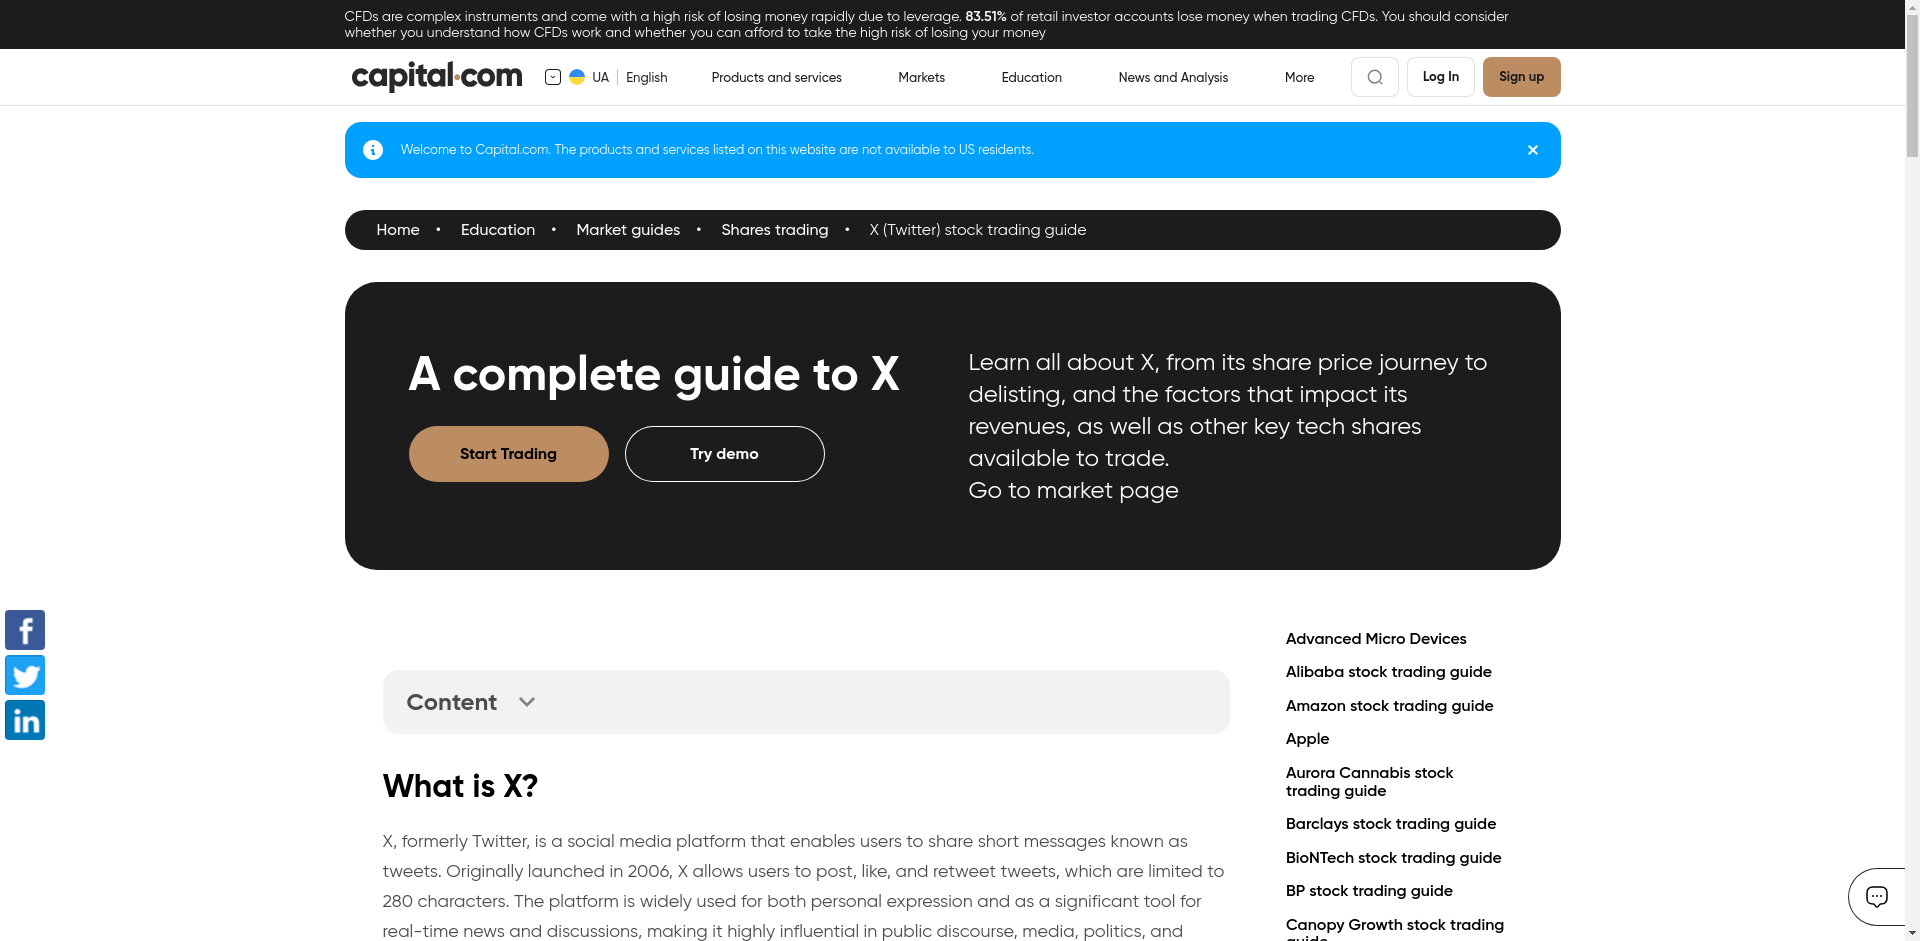 CFDs are complex instruments and come with a high risk of losing money rapidly due to leverage. 83.51% of retail investor accounts lose money when trading CFDs. You should consider
whether you understand how CFDs work and whether you can afford to take the high risk of losing your money
capital.com
UA
English
Products and services
Markets
Education
News and Analysis
More
Log In
Sign up
Welcome to Capital.com. The products and services listed on this website are not available to US residents.
Home • Education • Market guides • Shares trading • X (Twitter) stock trading guide
A complete guide to X
Start Trading
Try demo
Learn all about X, from its share price journey to
delisting, and the factors that impact its
revenues, as well as other key tech shares
available to trade.
Go to market page
Content
What is X?
X, formerly Twitter, is a social media platform that enables users to share short messages known as
tweets. Originally launched in 2006, X allows users to post, like, and retweet tweets, which are limited to
280 characters. The platform is widely used for both personal expression and as a significant tool for
real-time news and discussions, making it highly influential in public discourse, media, politics, and
Advanced Micro Devices
Alibaba stock trading guide
Amazon stock trading guide
Apple
Aurora Cannabis stock
trading guide
Barclays stock trading guide
BioNTech stock trading guide
BP stock trading guide
Canopy Growth stock trading
guide